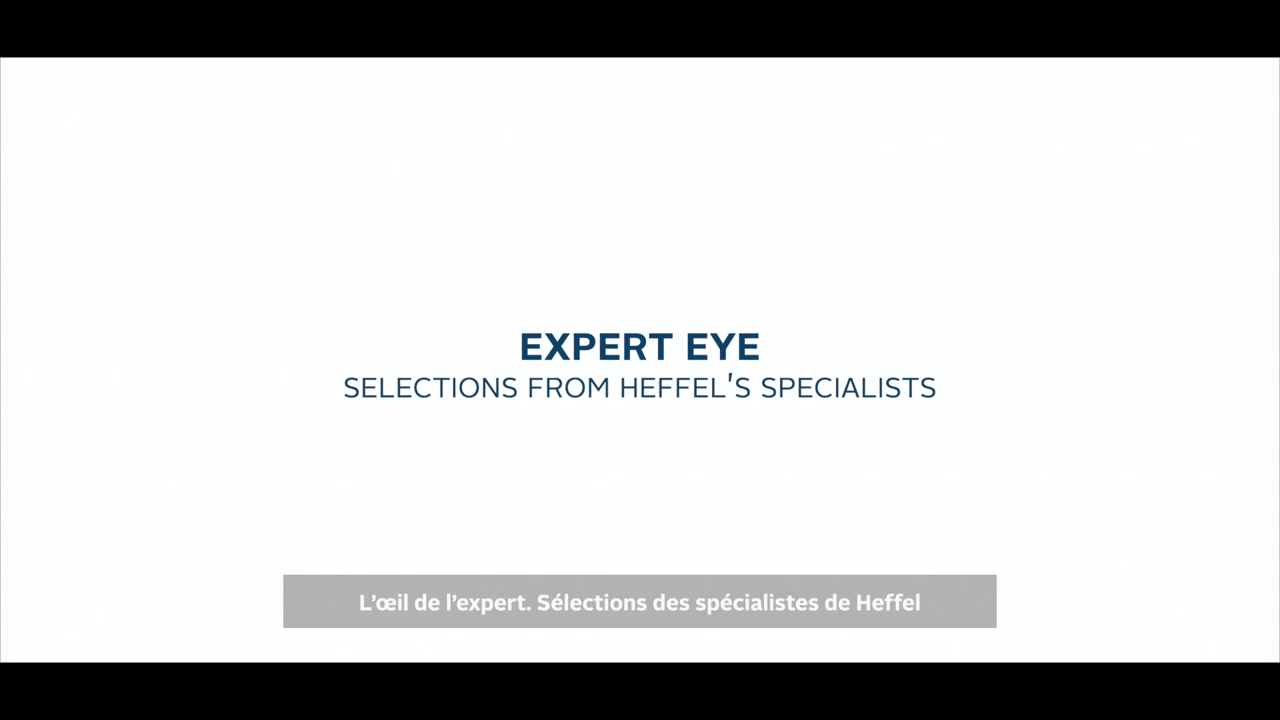 EXPERT EYE
SELECTIONS FROM HEFFEL'S SPECIALISTS
L’œil de l’expert. Sélections des spécialistes de Heffel